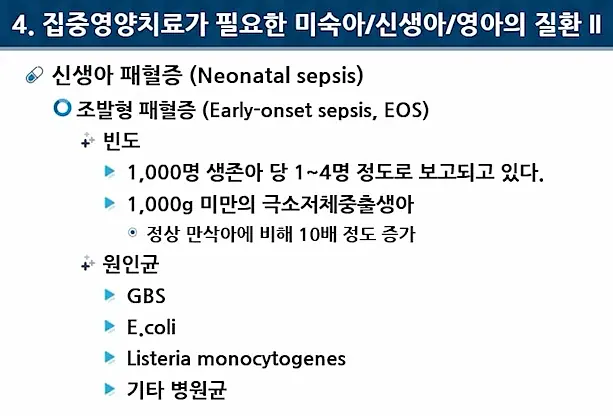 4. 집중영양치료가 필요한 미숙아/신생아/영아의 질환 II
신생아 패혈증 (Neonatal sepsis)
조발형 패혈증 (Early-onset sepsis, EOS)
빈도
1,000명 생존아 당 1~4명 정도로 보고되고 있다.
1,000g 미만의 극소저체중출생아
정상 만삭아에 비해 10배 정도 증가
원인균
GBS
E.coli
Listeria monocytogenes
기타 병원균